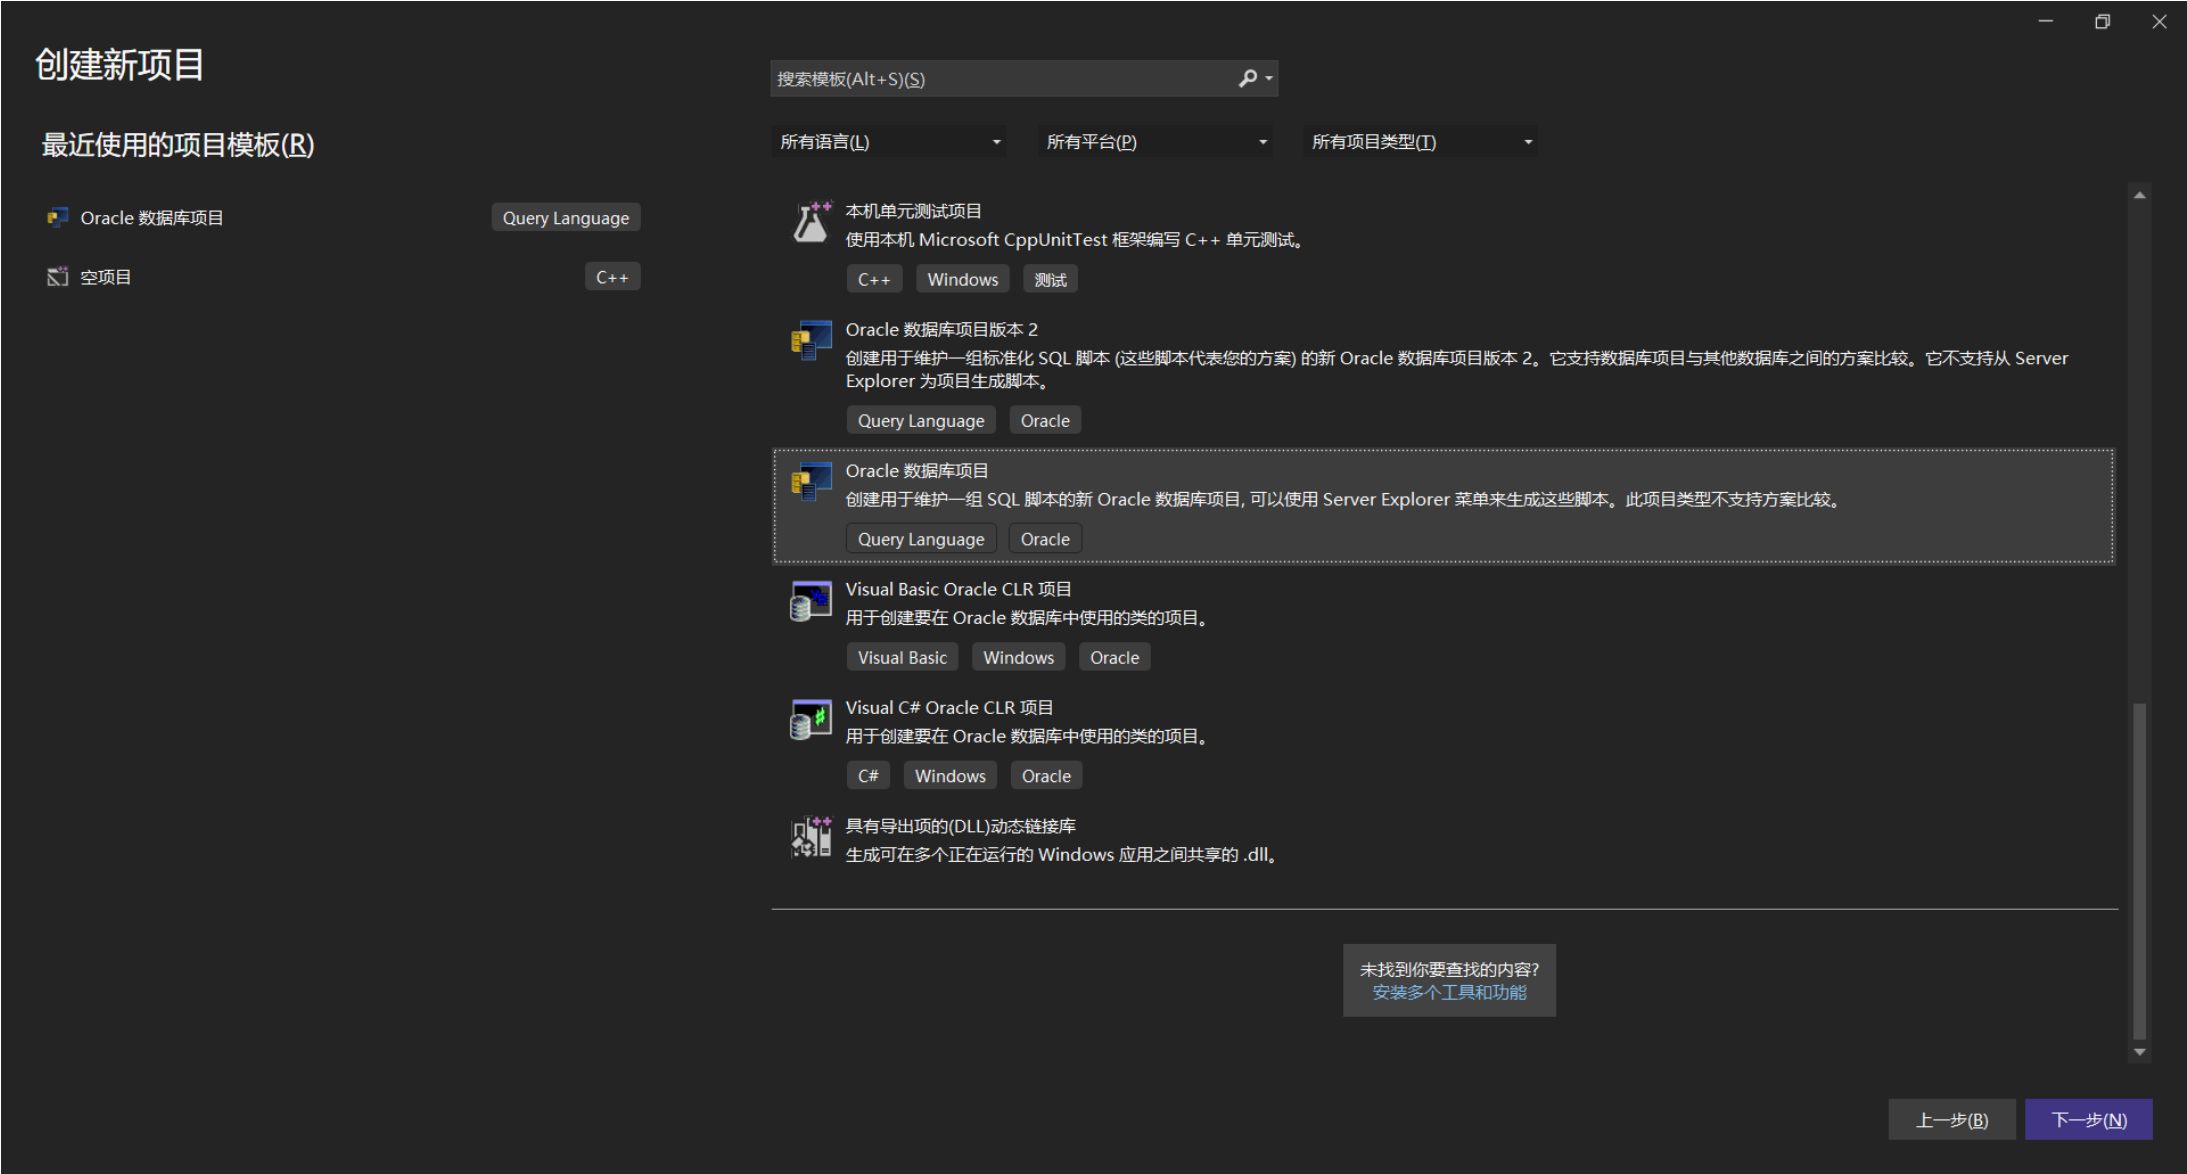 创建新项目
搜索模板(Alt+S)(S)
最近使用的项目模板(R)
所有语言(L)
所有平台(P)
所有项目类型(T)
Oracle 数据库项目
Query Language
空项目
C++
本机单元测试项目
使用本机 Microsoft CppUnitTest 框架编写 C++ 单元测试。
C++ Windows 测试
Oracle 数据库项目版本 2
创建用于维护一组标准化 SQL 脚本 (这些脚本代表您的方案) 的新 Oracle 数据库项目版本 2。它支持数据库项目与其他数据库之间的方案比较。它不支持从 Server
Explorer 为项目生成脚本。
Query Language Oracle
Oracle 数据库项目
创建用于维护一组 SQL 脚本的新 Oracle 数据库项目, 可以使用 Server Explorer 菜单来生成这些脚本。此项目类型不支持方案比较。
Query Language Oracle
Visual Basic Oracle CLR 项目
用于创建要在 Oracle 数据库中使用的类的项目。
Visual Basic Windows Oracle
Visual C# Oracle CLR 项目
用于创建要在 Oracle 数据库中使用的类的项目。
C# Windows Oracle
具有导出项的(DLL)动态链接库
生成可在多个正在运行的 Windows 应用之间共享的 .dll。
未找到你要查找的内容?
安装多个工具和功能
上一步(B)
下一步(N)